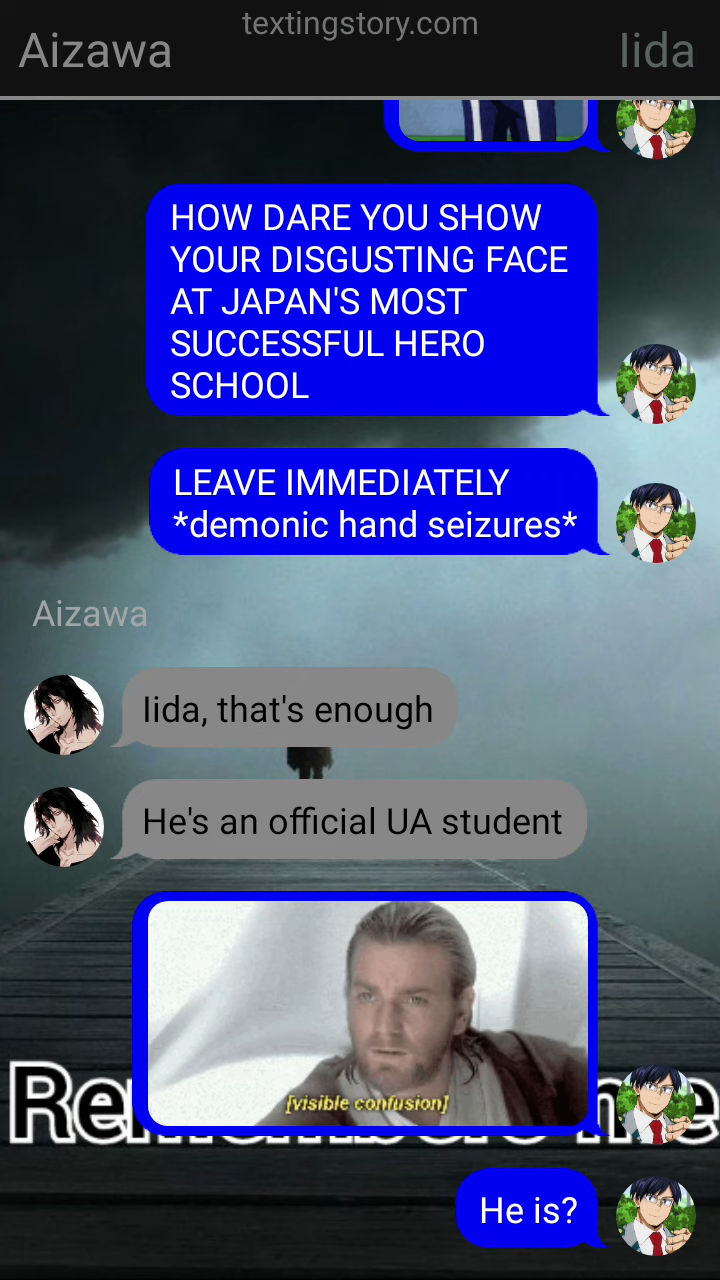 textingstory.com
Aizawa
Iida
HOW DARE YOU SHOW
YOUR DISGUSTING FACE
AT JAPAN'S MOST
SUCCESSFUL HERO
SCHOOL
LEAVE IMMEDIATELY
*demonic hand seizures*
Aizawa
Iida, that's enough
He's an official UA student
[visible confusion]
He is?